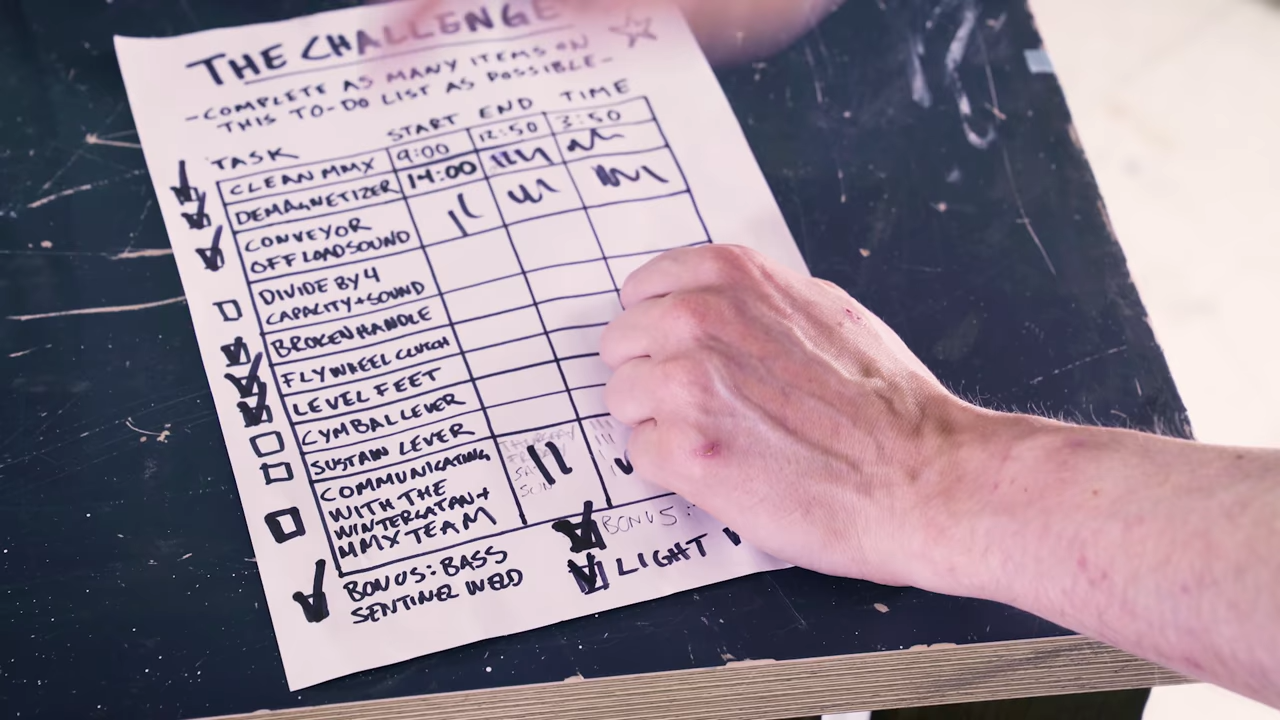 THE CHALLENGE
-COMPLETE AS MANY ITEMS ON
THIS TO-DO LIST AS POSSIBLE-
TASK START END TIME
CLEAN MMX 9:00 12:50 3:50
DEMAGNETIZER 14:00
CONVEYOR
OFFLOADSOUND
DIVIDE BY 4
CAPACITY+SOUND
BROKEN HANDLE
FLYWHEEL CLUTCH
LEVEL FEET
CYMBAL LEVER
SUSTAIN LEVER
COMMUNICATING
WITH THE
WINTERGATAN+
MMX TEAM
THURSDAY
BONUS: BASS
SENTINEL WELD
BONUS:
LIGHT